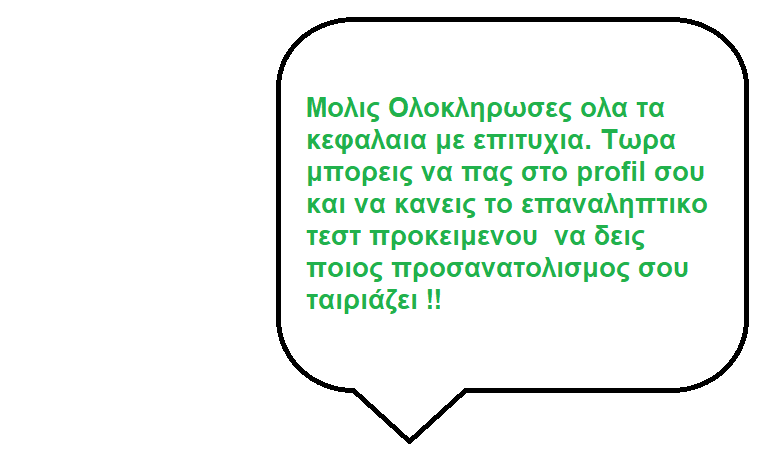 Μολις Ολοκληρωσες ολα τα
κεφαλαια με επιτυχια. Τωρα
μπορεις να πας στο profil σου
και να κανεις το επαναληπτικο
τεστ προκειμενου  να δεις
ποιος προσανατολισμος σου
ταιριάζει !!